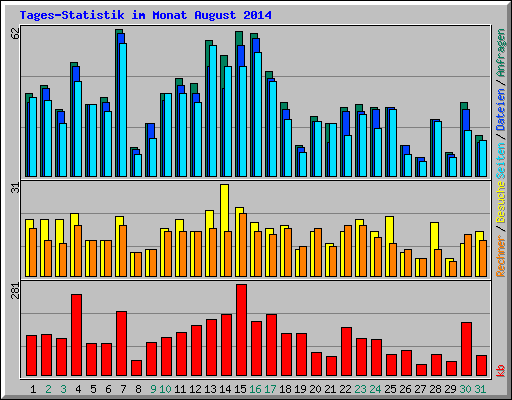 Tages-Statistik im Monat August 2014
62
31
281
Rechner / Besuche Seiten / Dateien / Anfragen
kb
1 2 3 4 5 6 7 8 9 10 11 12 13 14 15 16 17 18 19 20 21 22 23 24 25 26 27 28 29 30 31